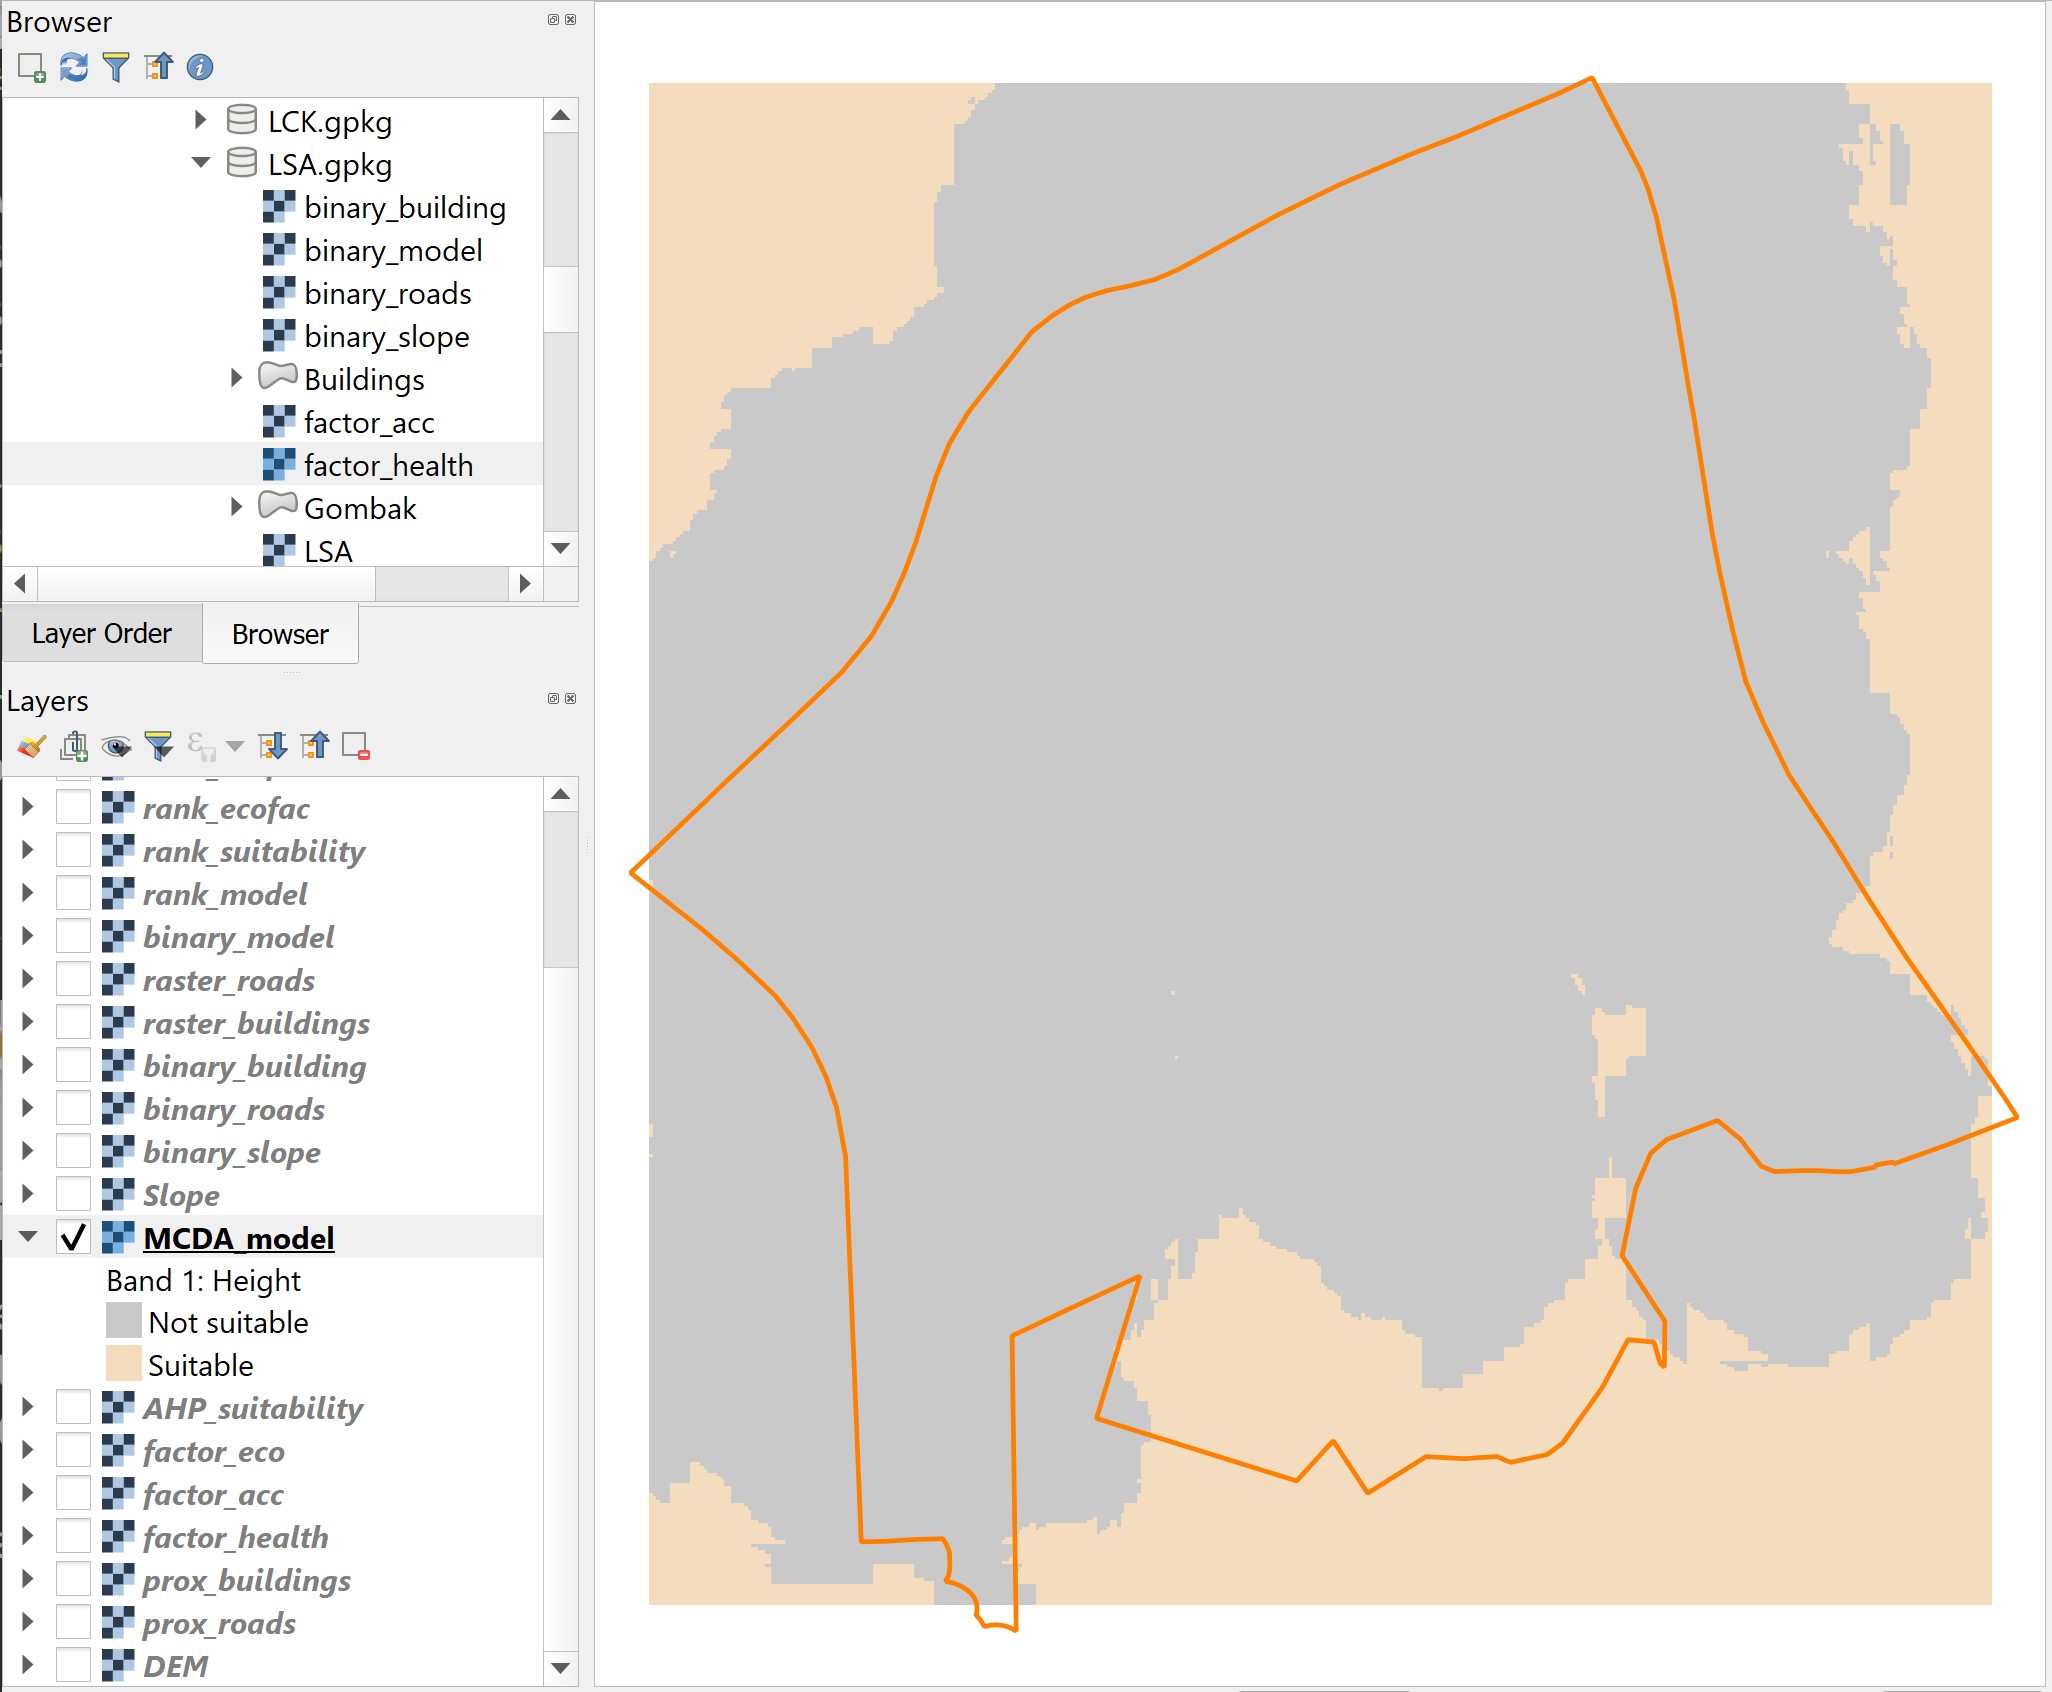 Browser
LCK.gpkg
LSA.gpkg
binary_building
binary_model
binary_roads
binary_slope
Buildings
factor_acc
factor_health
Gombak
LSA
Layer Order
Browser
Layers
rank_ecofac
rank_suitability
rank_model
binary_model
raster_roads
raster_buildings
binary_building
binary_roads
binary_slope
Slope
MCDA_model
Band 1: Height
Not suitable
Suitable
AHP_suitability
factor_eco
factor_acc
factor_health
prox_buildings
prox_roads
DEM